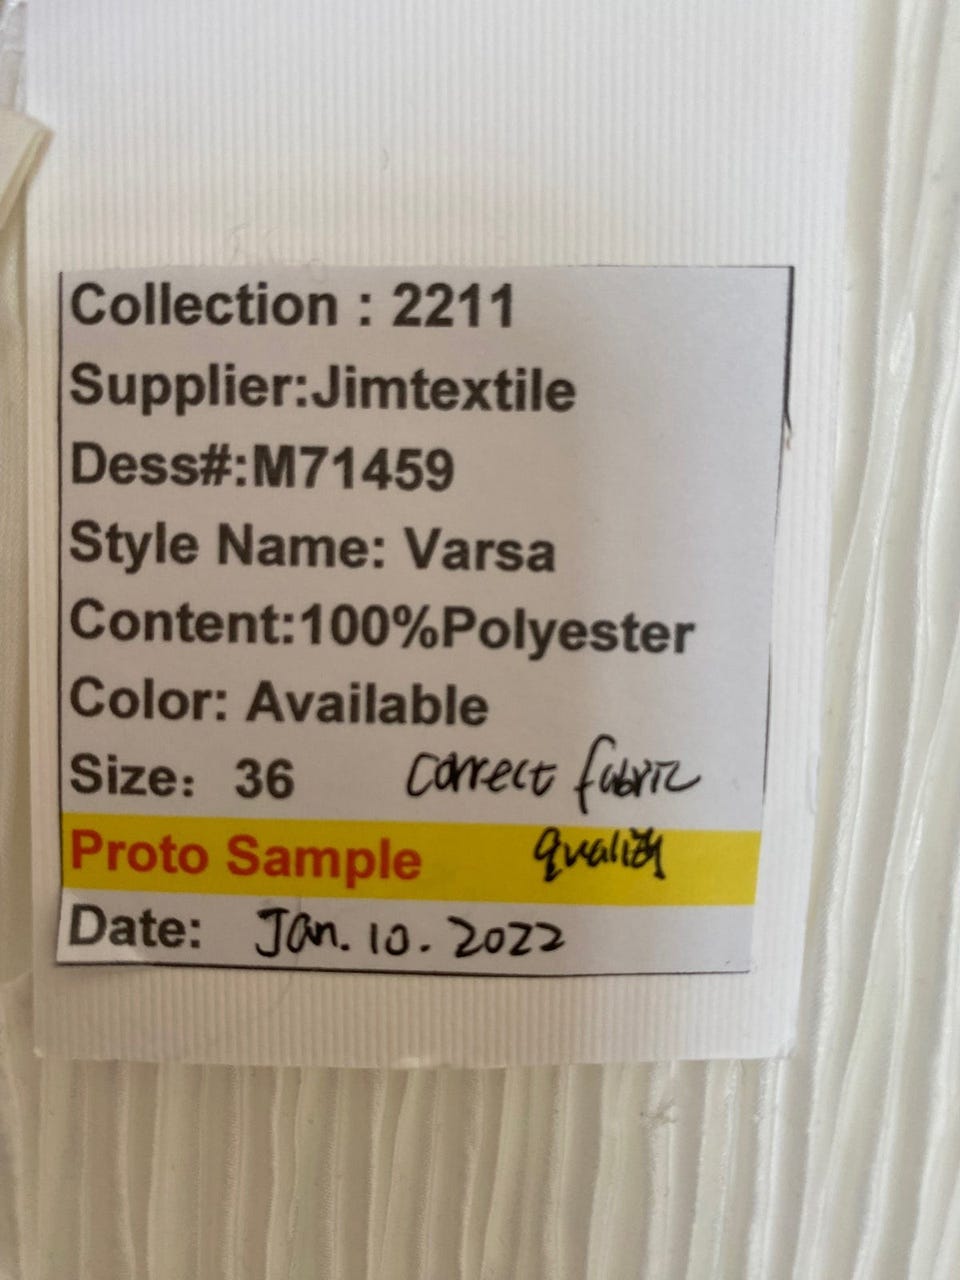 Collection : 2211
Supplier:Jimtextile
Dess#:M71459
Style Name: Varsa
Content:100%Polyester
Color: Available
Size: 36 correct fabric
Proto Sample quality
Date: Jan. 10. 2022